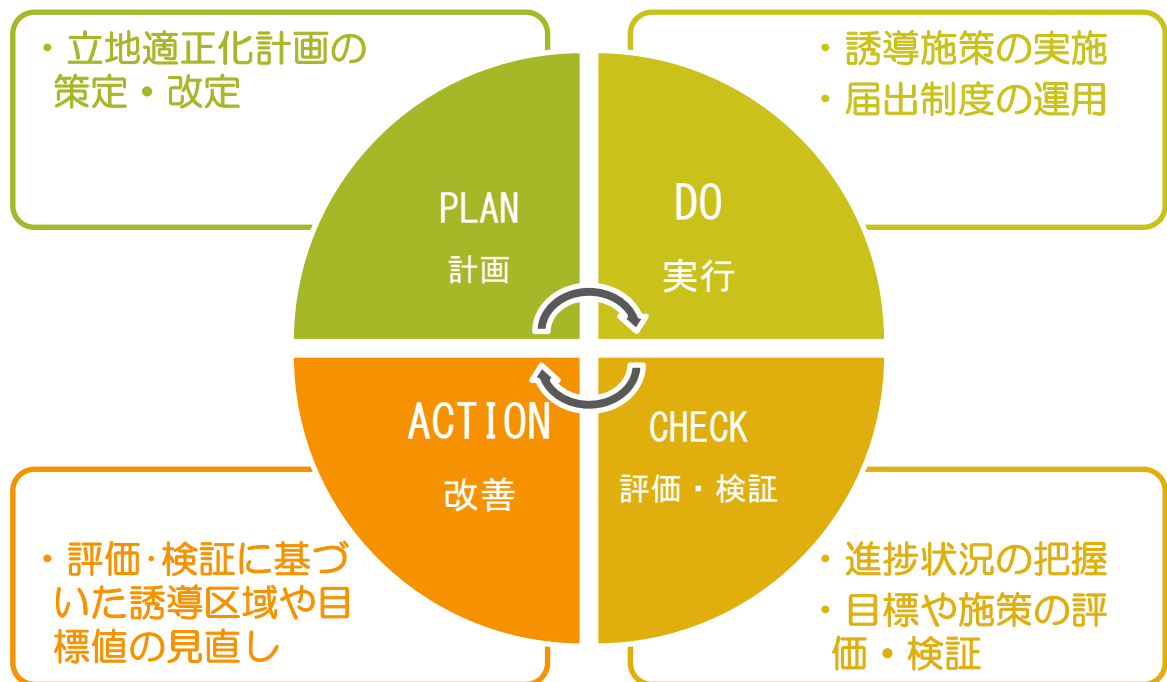 ・立地適正化計画の
策定・改定
・誘導施策の実施
・届出制度の運用
PLAN
計画
DO
実行
ACTION
改善
CHECK
評価・検証
・評価・検証に基づ
いた誘導区域や目
標値の見直し
・進捗状況の把握
・目標や施策の評
価・検証